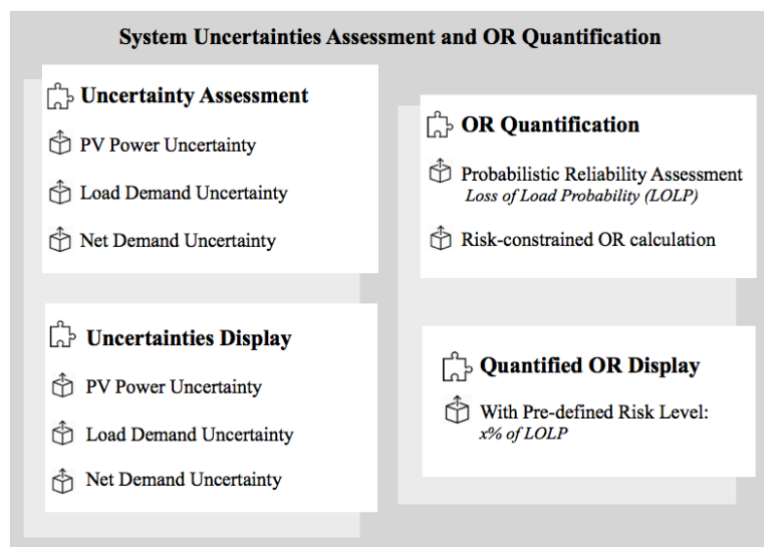 System Uncertainties Assessment and OR Quantification
Uncertainty Assessment
PV Power Uncertainty
Load Demand Uncertainty
Net Demand Uncertainty
Uncertainties Display
PV Power Uncertainty
Load Demand Uncertainty
Net Demand Uncertainty
OR Quantification
Probabilistic Reliability Assessment
Loss of Load Probability (LOLP)
Risk-constrained OR calculation
Quantified OR Display
With Pre-defined Risk Level:
x% of LOLP